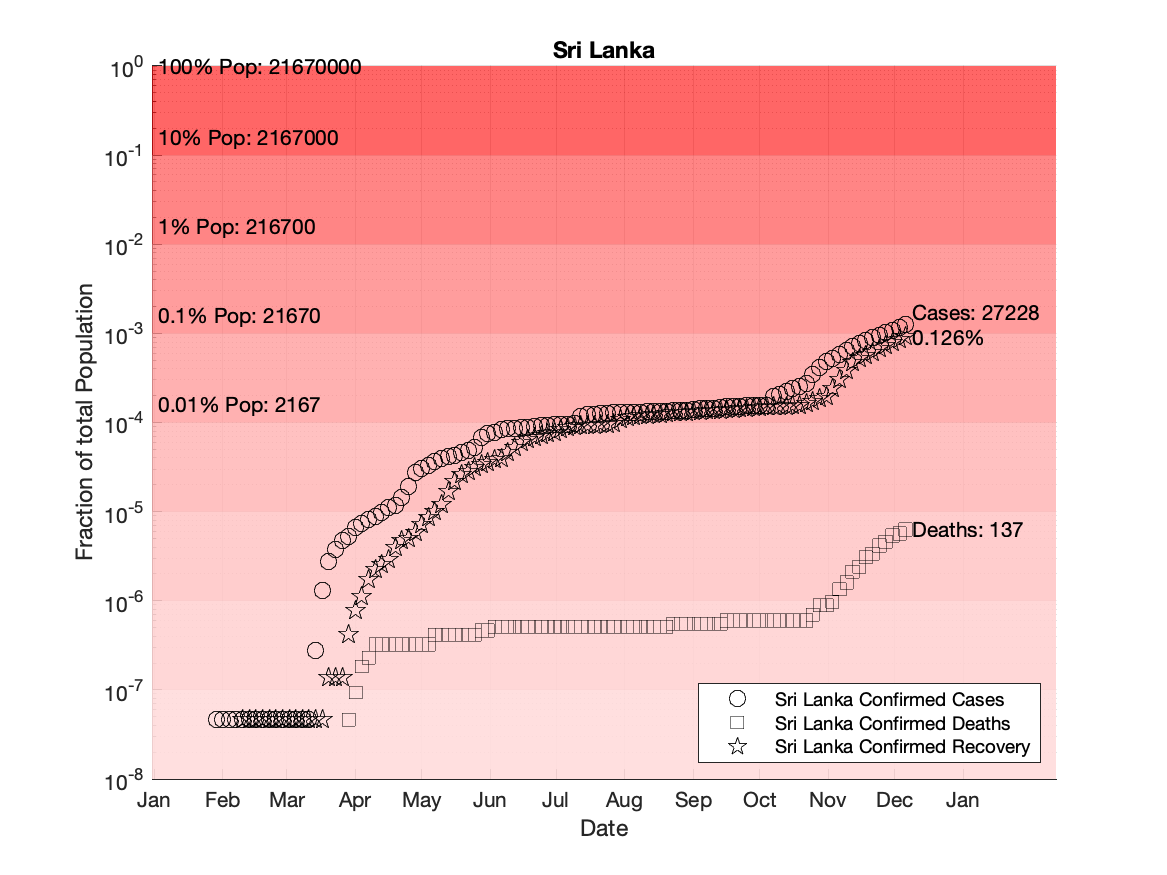 Sri Lanka
10^0
100% Pop: 21670000
10% Pop: 2167000
10^-1
1% Pop: 216700
10^-2
0.1% Pop: 21670
10^-3
Cases: 27228
0.126%
0.01% Pop: 2167
10^-4
10^-5
Deaths: 137
10^-6
10^-7
10^-8
Fraction of total Population
Sri Lanka Confirmed Cases
Sri Lanka Confirmed Deaths
Sri Lanka Confirmed Recovery
Jan Feb Mar Apr May Jun Jul Aug Sep Oct Nov Dec Jan
Date